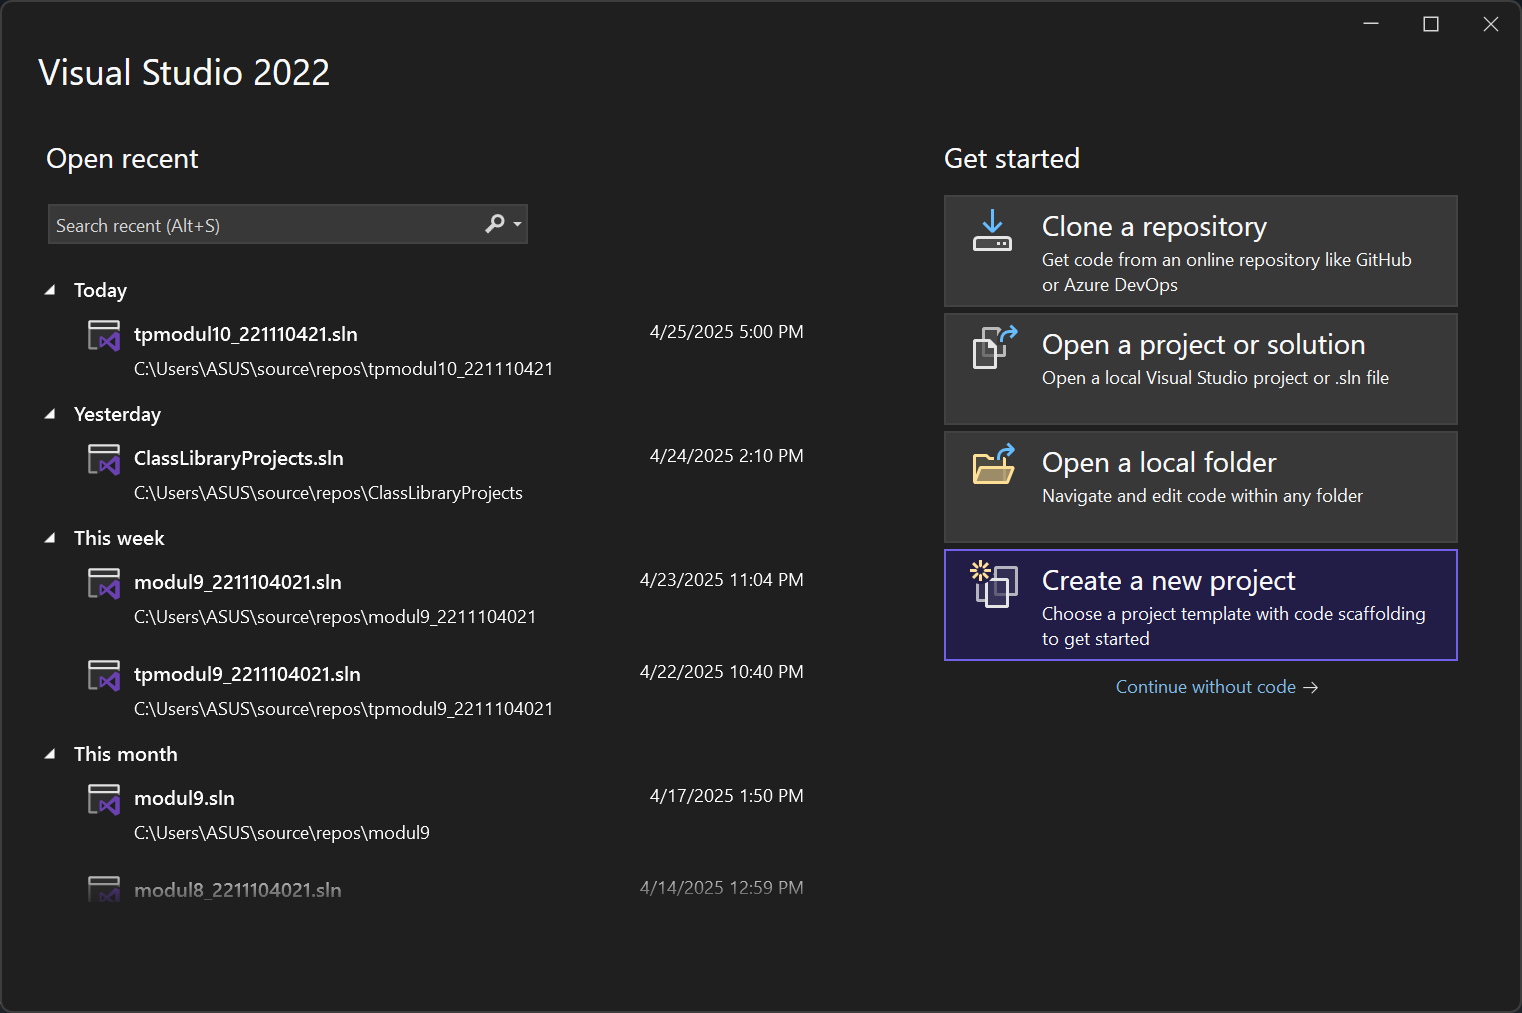 Visual Studio 2022
Open recent
Search recent (Alt+S)
Today
tpmodul10_221110421.sln
4/25/2025 5:00 PM
C:\Users\ASUS\source\repos\tpmodul10_221110421
Yesterday
ClassLibraryProjects.sln
4/24/2025 2:10 PM
C:\Users\ASUS\source\repos\ClassLibraryProjects
This week
modul9_2211104021.sln
4/23/2025 11:04 PM
C:\Users\ASUS\source\repos\modul9_2211104021
tpmodul9_2211104021.sln
4/22/2025 10:40 PM
C:\Users\ASUS\source\repos\tpmodul9_2211104021
This month
modul9.sln
4/17/2025 1:50 PM
C:\Users\ASUS\source\repos\modul9
modul8_2211104021.sln
4/14/2025 12:59 PM
Get started
Clone a repository
Get code from an online repository like GitHub
or Azure DevOps
Open a project or solution
Open a local Visual Studio project or .sln file
Open a local folder
Navigate and edit code within any folder
Create a new project
Choose a project template with code scaffolding
to get started
Continue without code →